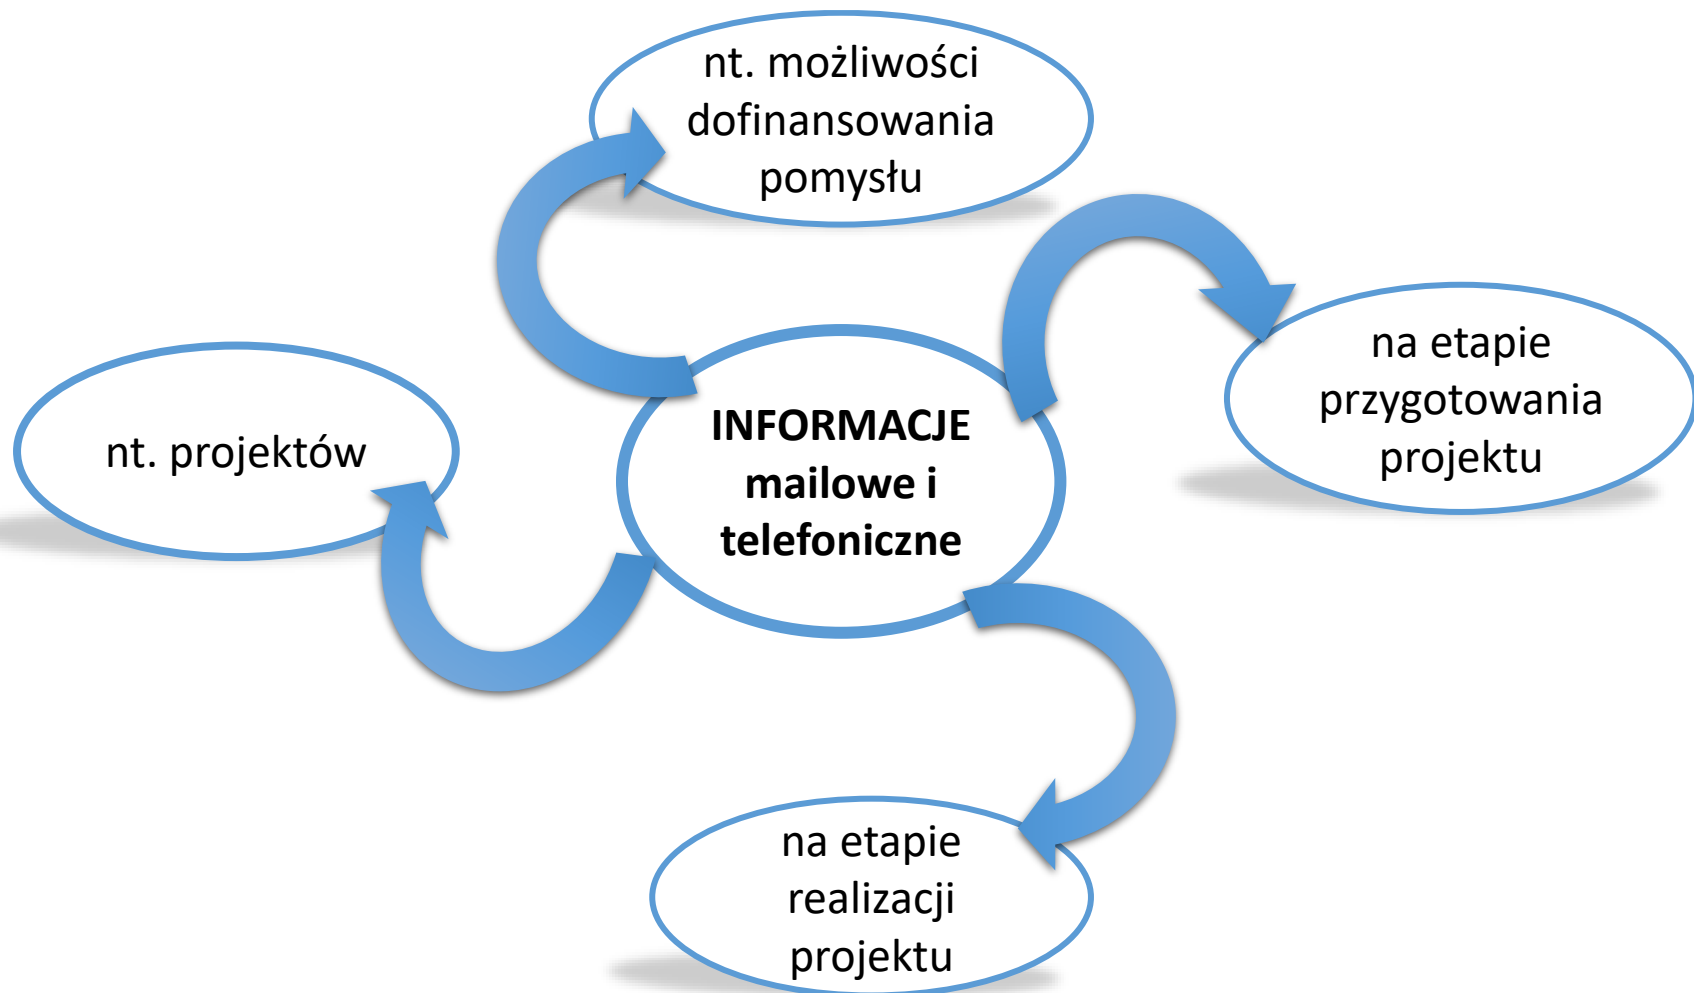 nt. możliwości
dofinansowania
pomysłu
na etapie
przygotowania
projektu
INFORMACJE
mailowe i
telefoniczne
nt. projektów
na etapie
realizacji
projektu